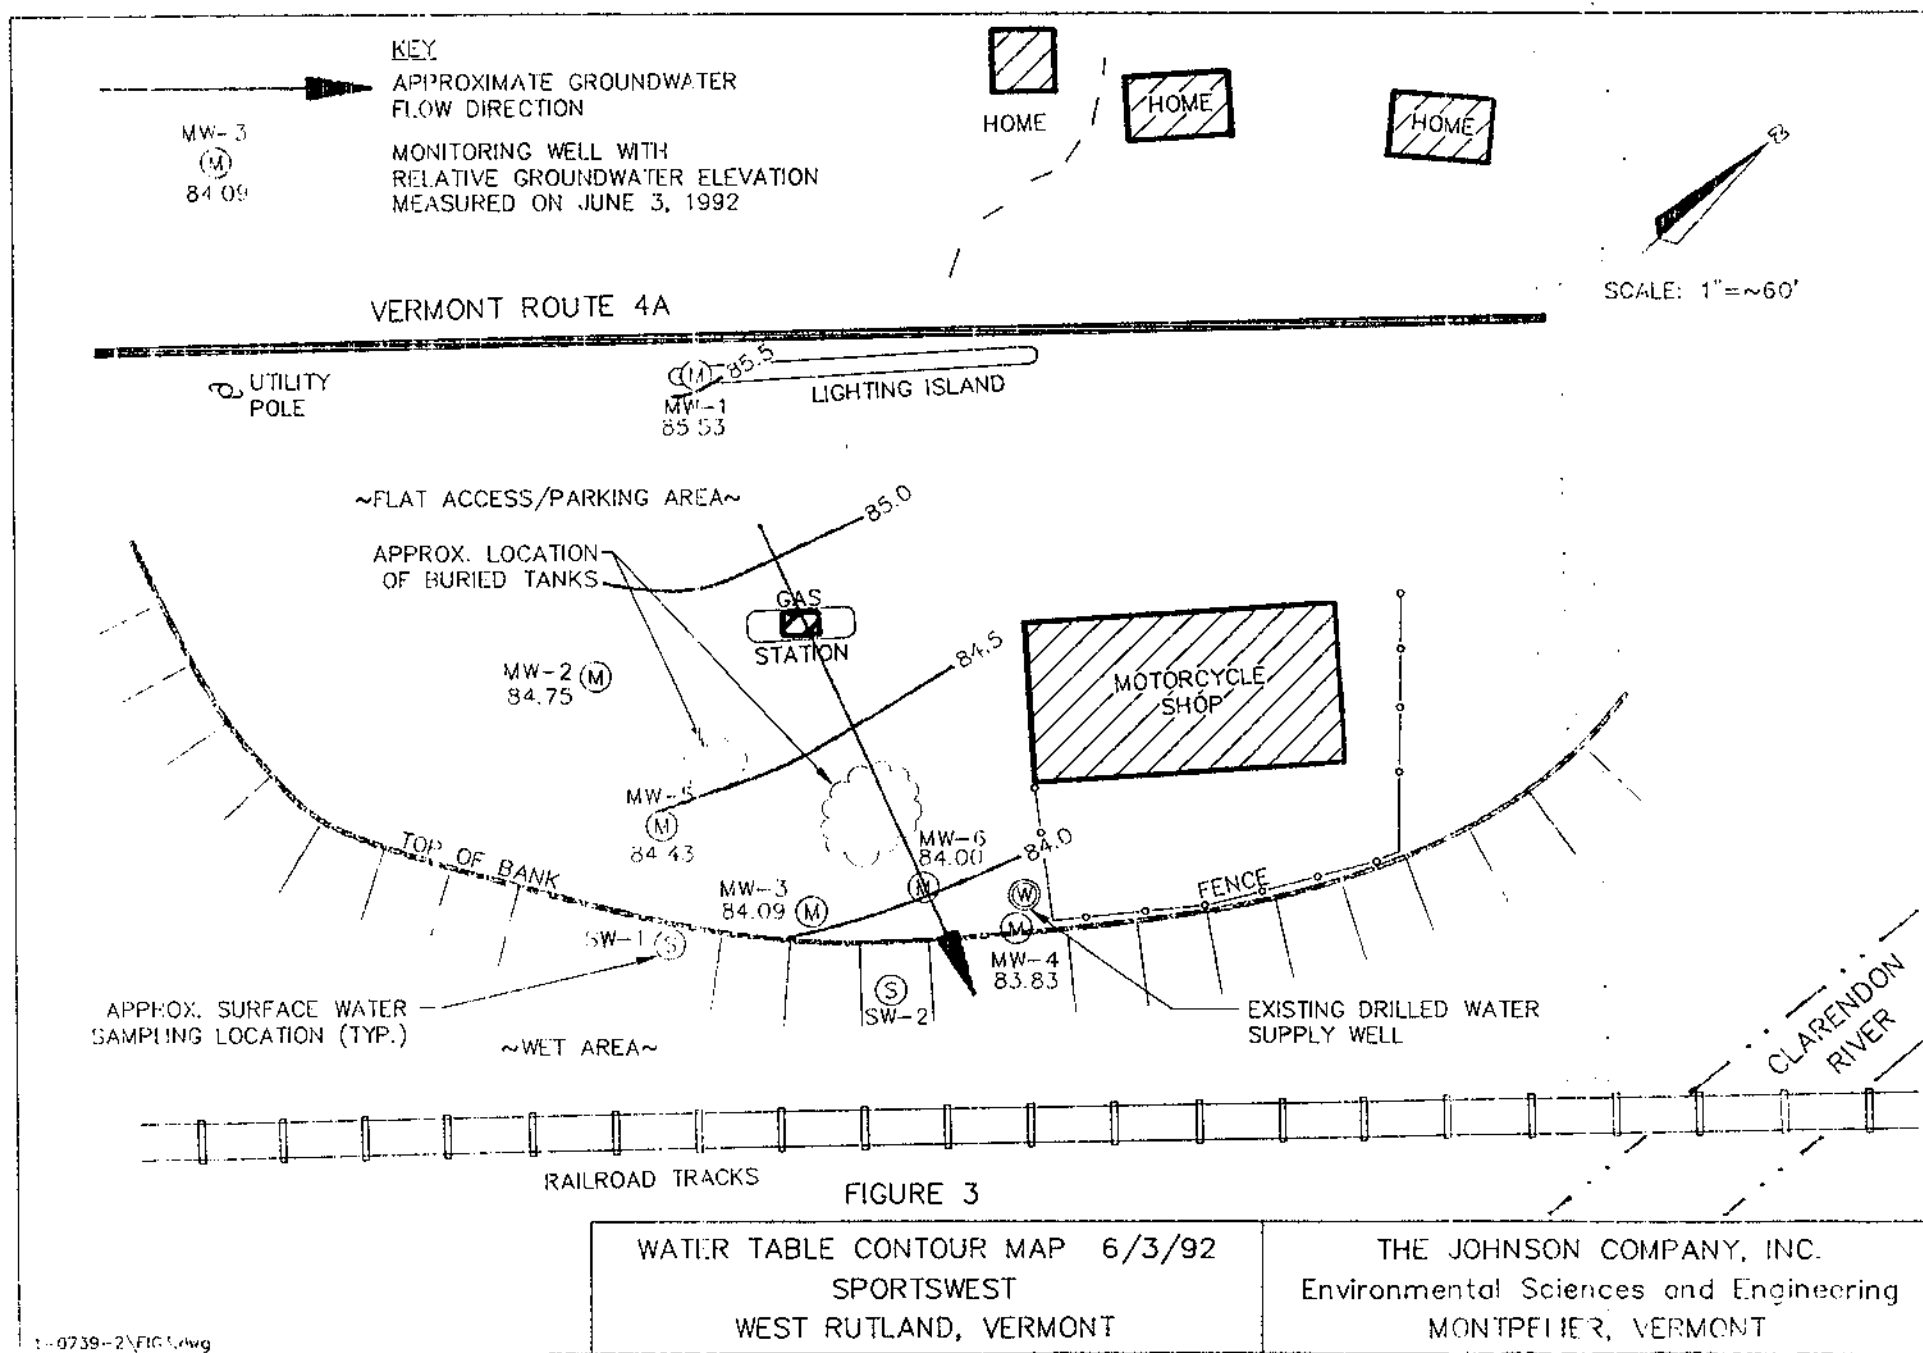 KEY
APPROXIMATE GROUNDWATER
FLOW DIRECTION
MW-3
M
84.09
MONITORING WELL WITH
RELATIVE GROUNDWATER ELEVATION
MEASURED ON JUNE 3, 1992
HOME
HOME
HOME
SCALE: 1"=~60'
VERMONT ROUTE 4A
UTILITY
POLE
M
85.5
MW-1
85.53
LIGHTING ISLAND
~FLAT ACCESS/PARKING AREA~
85.0
APPROX. LOCATION
OF BURIED TANKS
GAS
STATION
84.5
MW-2 M
84.75
MOTORCYCLE
SHOP
MW-5
M
84.43
MW-6
84.00
M
84.0
TOP OF BANK
MW-3
84.09 M
W
FENCE
SW-1 S
M
MW-4
83.83
S
SW-2
APPROX. SURFACE WATER
SAMPLING LOCATION (TYP.)
~WET AREA~
EXISTING DRILLED WATER
SUPPLY WELL
CLARENDON
RIVER
RAILROAD TRACKS
FIGURE 3
WATER TABLE CONTOUR MAP 6/3/92
SPORTSWEST
WEST RUTLAND, VERMONT
THE JOHNSON COMPANY, INC.
Environmental Sciences and Engineering
MONTPELIER, VERMONT